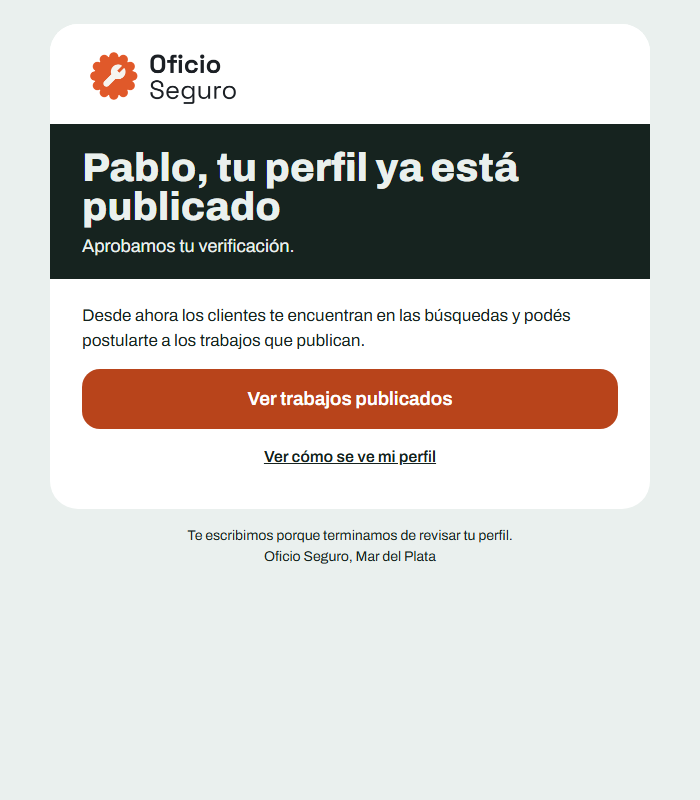 Oficio
Seguro
Pablo, tu perfil ya está
publicado
Aprobamos tu verificación.
Desde ahora los clientes te encuentran en las búsquedas y podés
postularte a los trabajos que publican.
Ver trabajos publicados
Ver cómo se ve mi perfil
Te escribimos porque terminamos de revisar tu perfil.
Oficio Seguro, Mar del Plata